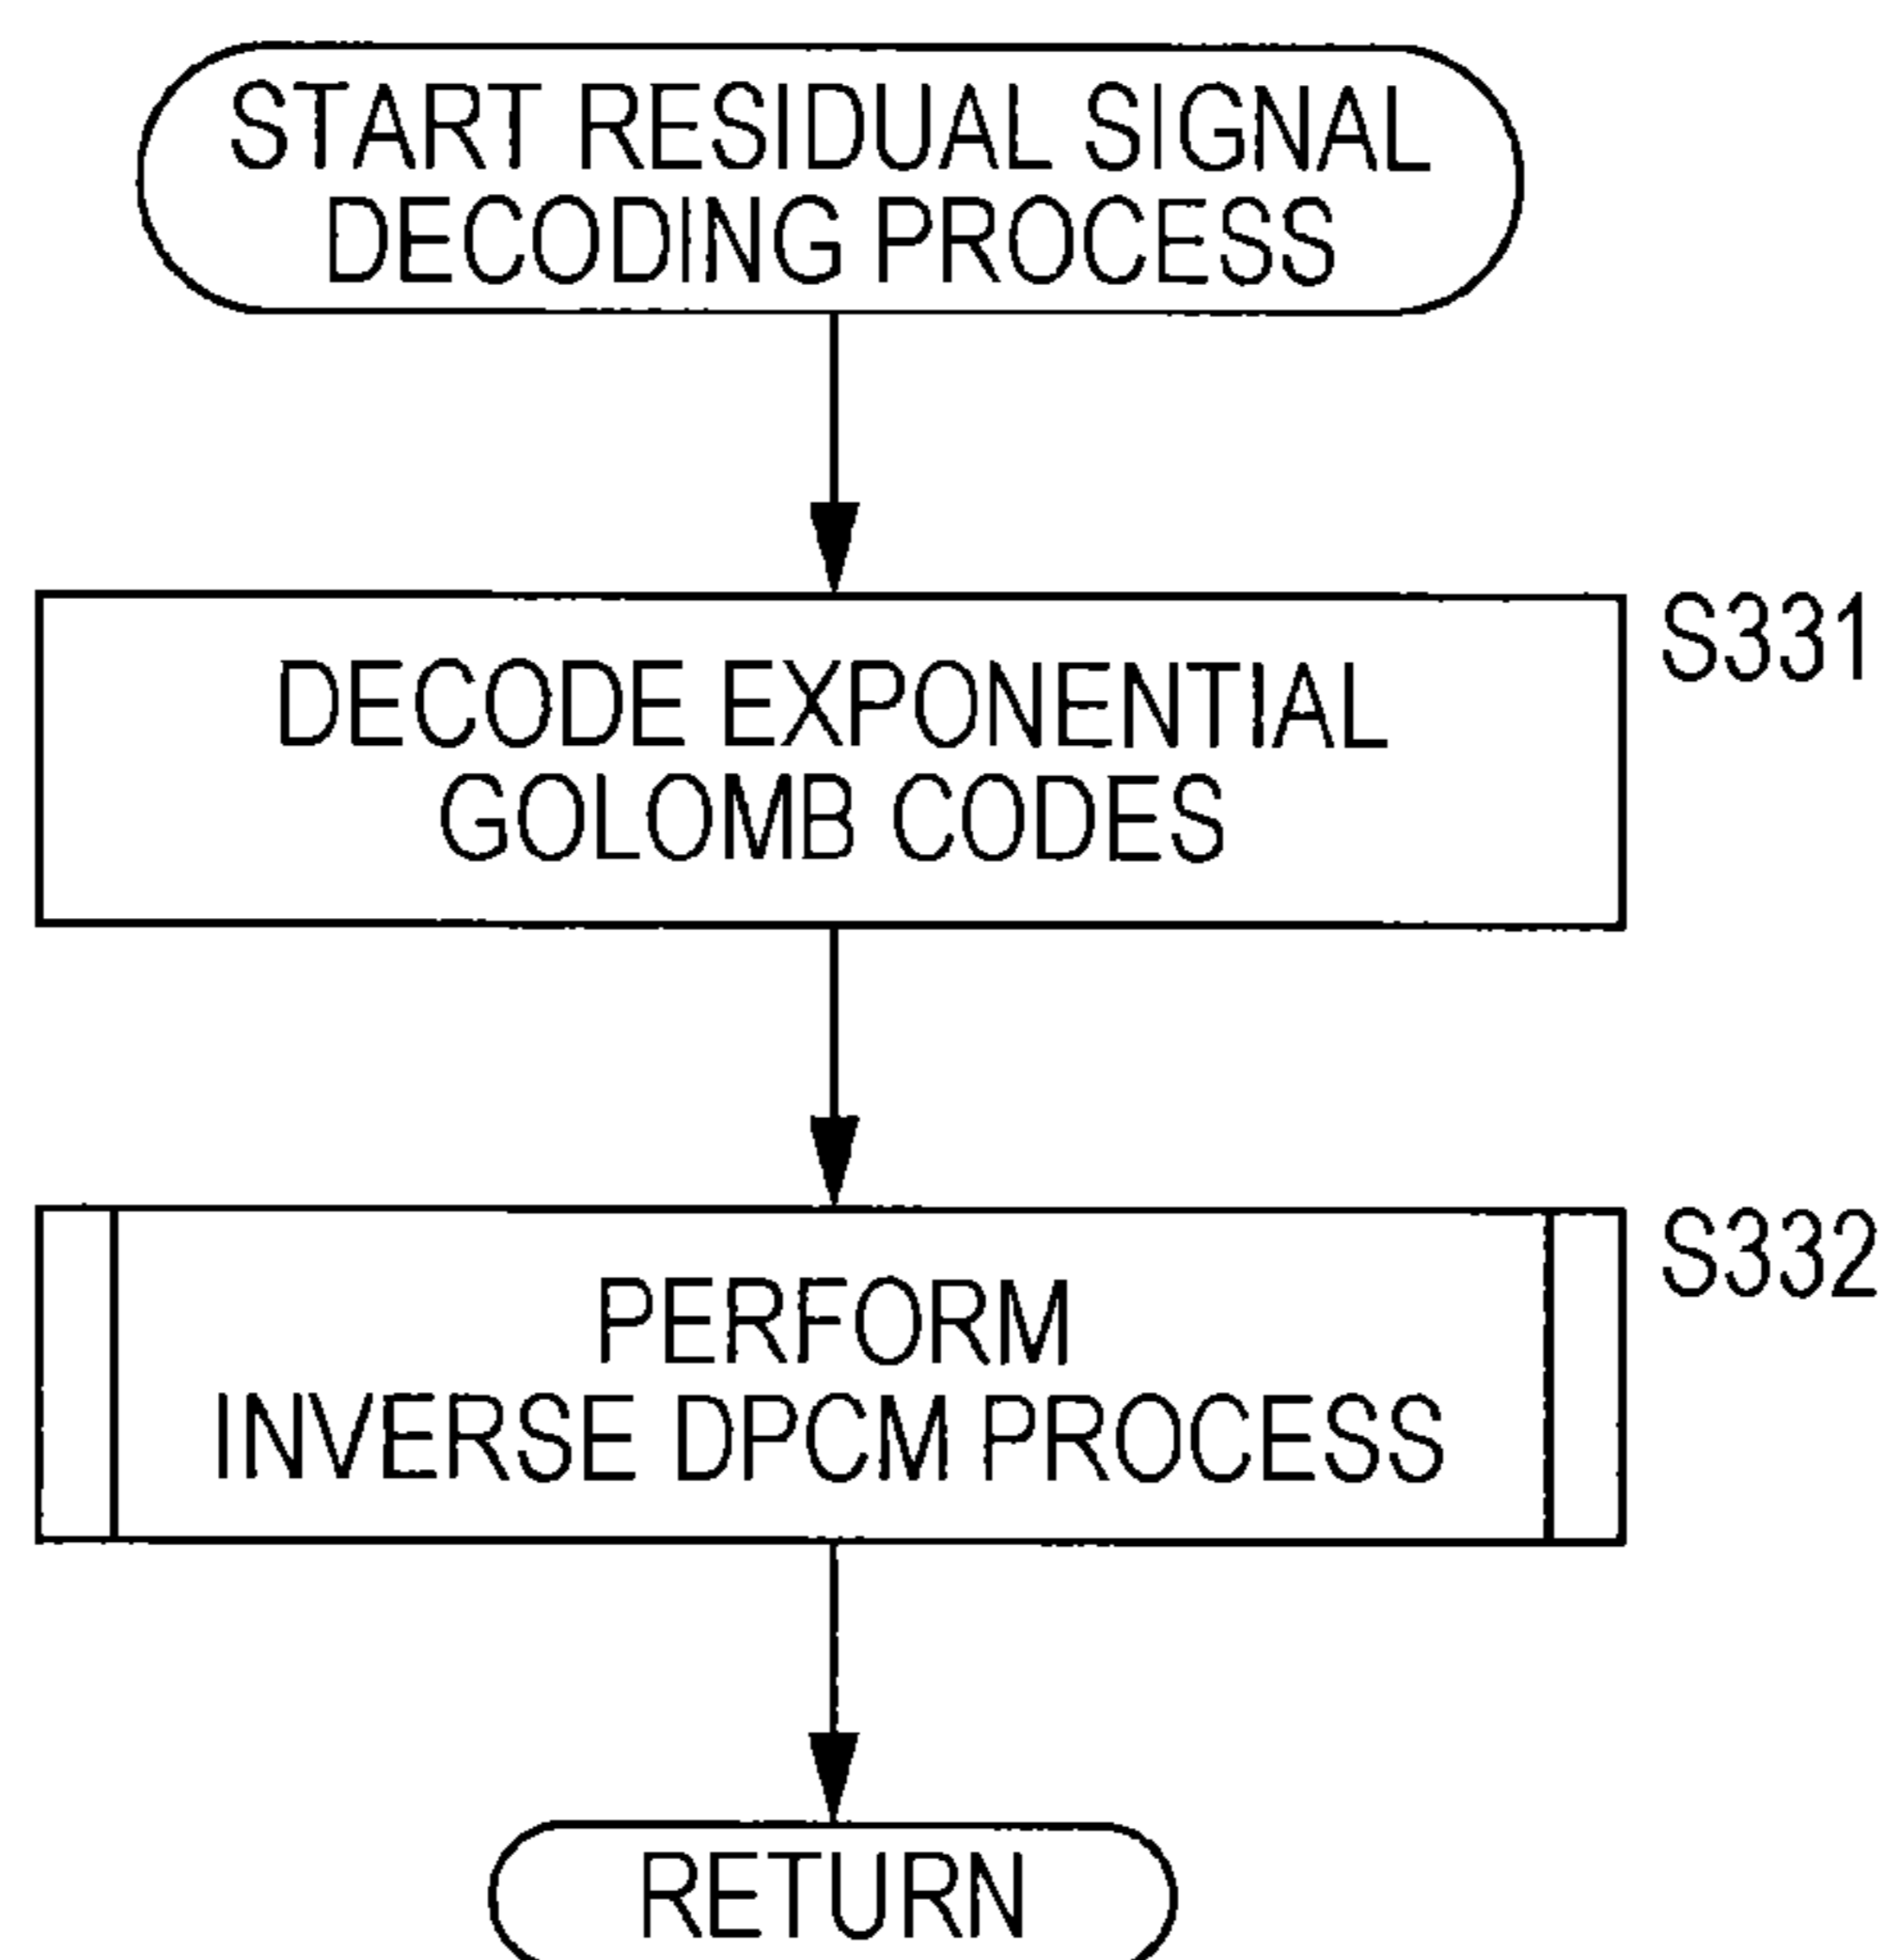 START RESIDUAL SIGNAL
DECODING PROCESS
S331
DECODE EXPONENTIAL
GOLOMB CODES
S332
PERFORM
INVERSE DPCM PROCESS
RETURN